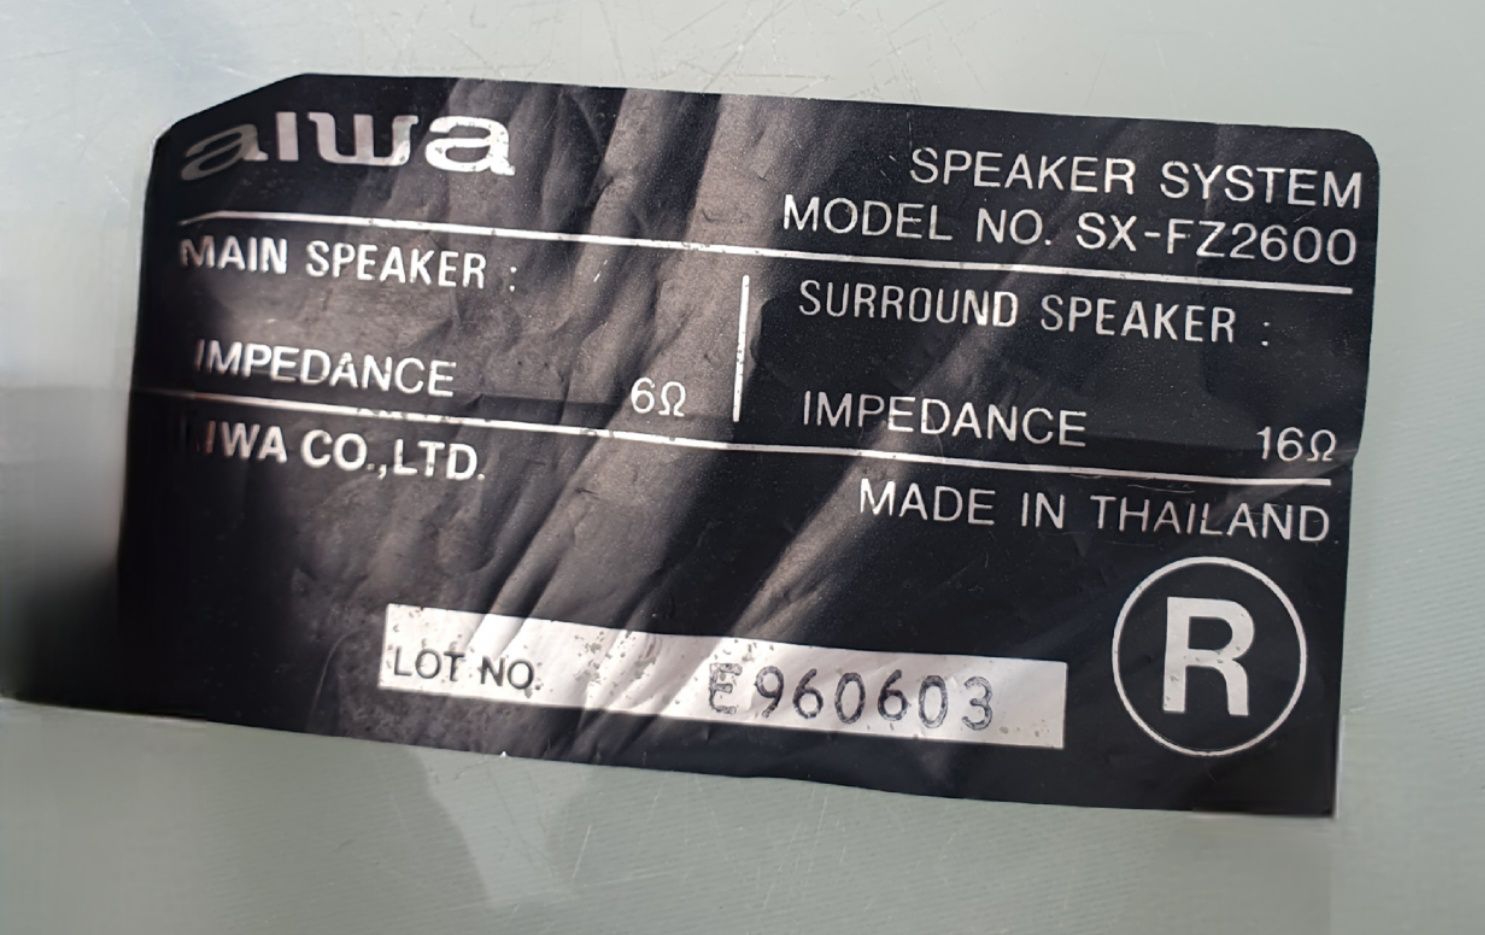 aiwa
SPEAKER SYSTEM
MODEL NO. SX-FZ2600
MAIN SPEAKER :
IMPEDANCE 6Ω
SURROUND SPEAKER :
IMPEDANCE 16Ω
AIWA CO.,LTD.
MADE IN THAILAND
LOT NO. E960603
R